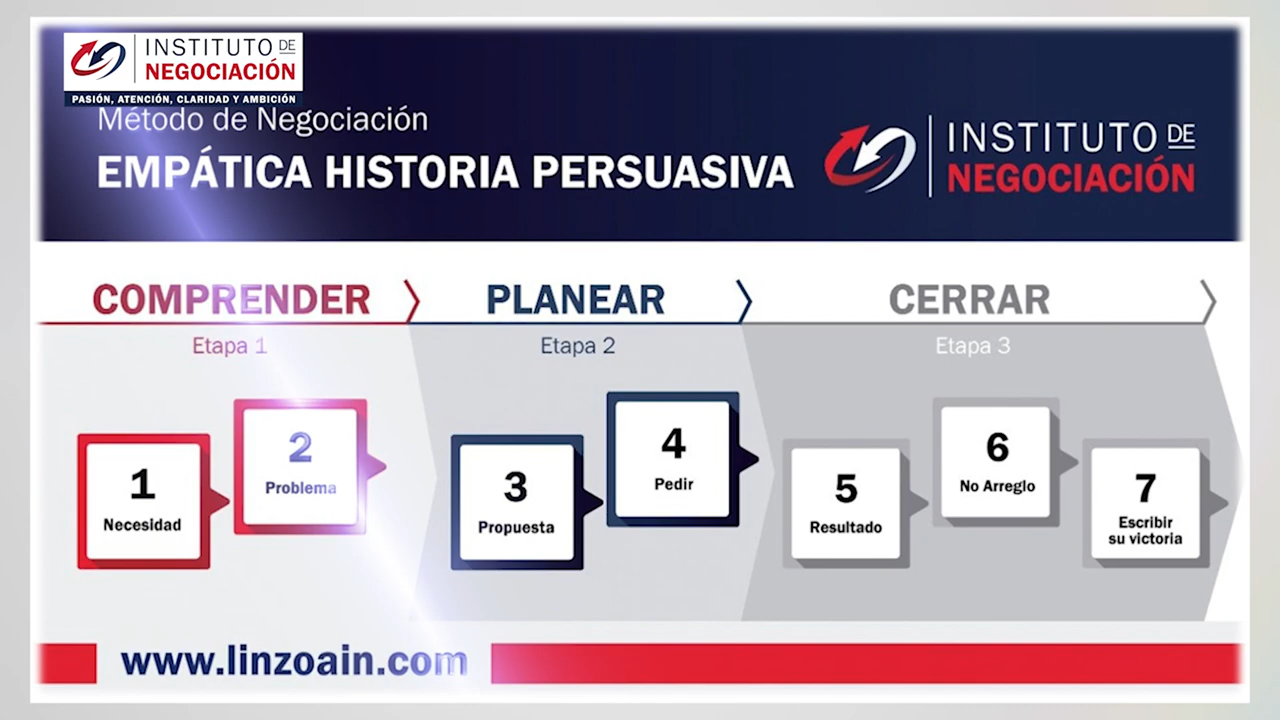 INSTITUTO DE
NEGOCIACIÓN
PASIÓN, ATENCIÓN, CLARIDAD Y AMBICIÓN
Método de Negociación
EMPÁTICA HISTORIA PERSUASIVA
INSTITUTO DE
NEGOCIACIÓN
COMPRENDER
PLANEAR
CERRAR
Etapa 1
Etapa 2
Etapa 3
1
Necesidad
2
Problema
3
Propuesta
4
Pedir
5
Resultado
6
No Arreglo
7
Escribir
su victoria
www.linzoain.com